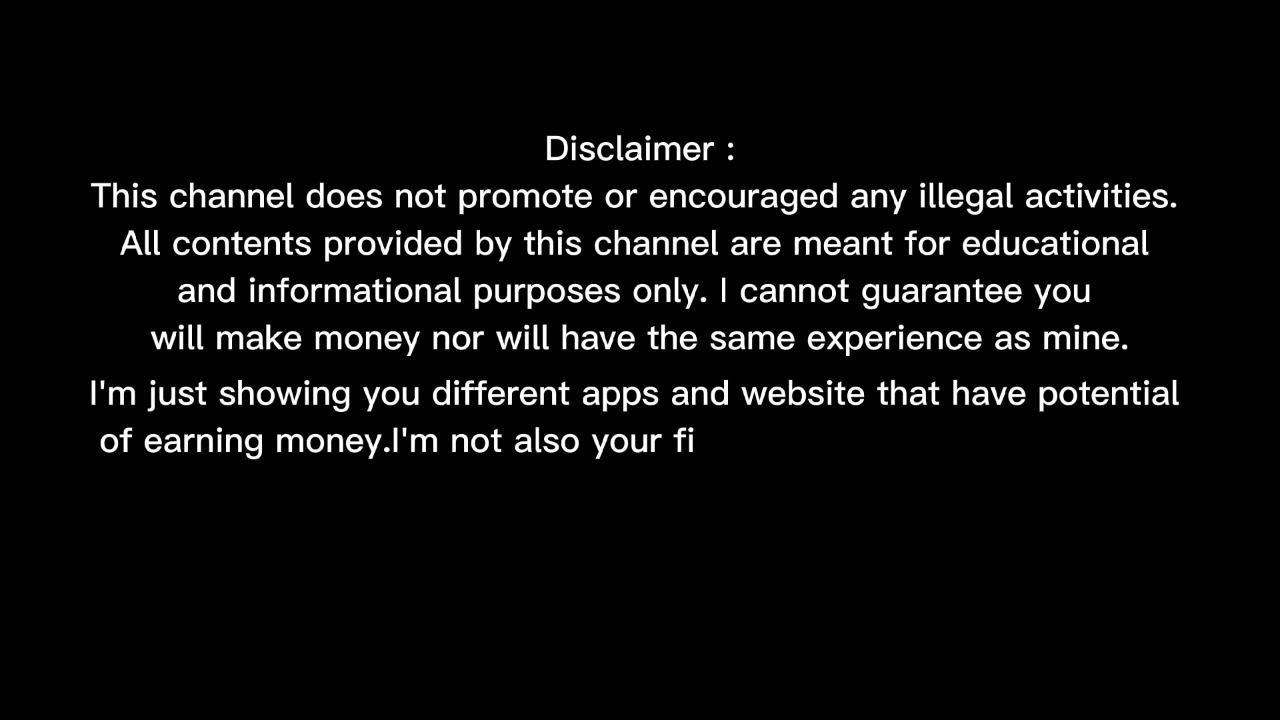 Disclaimer :
This channel does not promote or encouraged any illegal activities.
All contents provided by this channel are meant for educational
and informational purposes only. I cannot guarantee you
will make money nor will have the same experience as mine.
I'm just showing you different apps and website that have potential
of earning money.I'm not also your fi